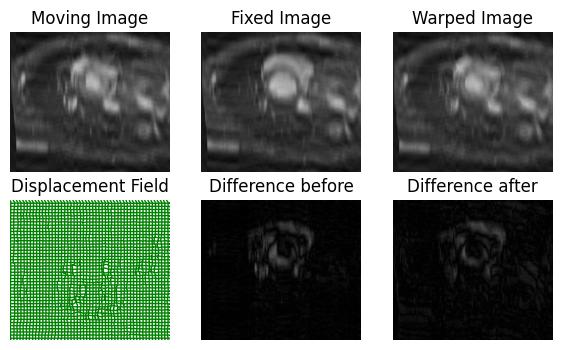 Moving Image
Fixed Image
Warped Image
Displacement Field
Difference before
Difference after